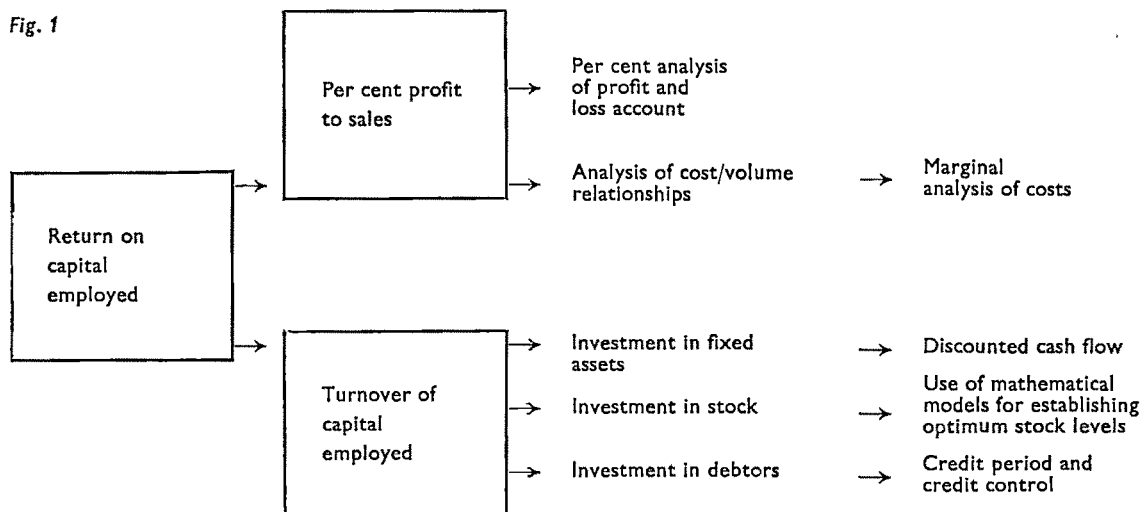 Fig. 1
Per cent profit
to sales
Per cent analysis
of profit and
loss account
Analysis of cost/volume
relationships
Marginal
analysis of costs
Return on
capital
employed
Turnover of
capital
employed
Investment in fixed
assets
Discounted cash flow
Investment in stock
Use of mathematical
models for establishing
optimum stock levels
Investment in debtors
Credit period and
credit control